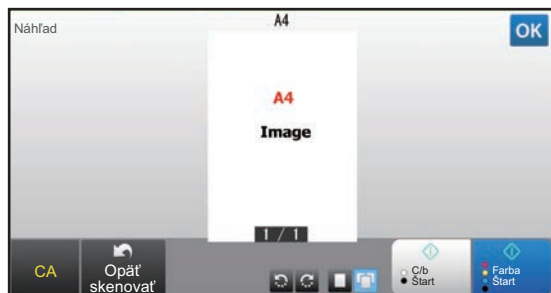 Náhľad
A4
OK
A4
Image
1 / 1
CA
Opäť
skenovať
C/b
Štart
Farba
Štart